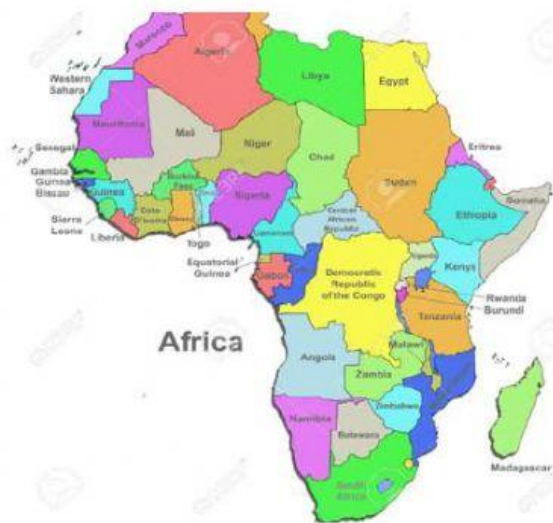 Morocco
Algeria
Libya
Egypt
Western
Sahara
Mauritania
Mali
Niger
Chad
Sudan
Eritrea
Senegal
Gambia
Guinea
Bissau
Guinea
Burkina
Faso
Nigeria
Ethiopia
Somalia
Sierra
Leone
Liberia
Cote
D'Ivoire
Ghana
Togo
Cameroon
Central
African
Republic
Equatorial
Guinea
Gabon
Democratic
Republic
of the Congo
Uganda
Kenya
Rwanda
Burundi
Tanzania
Africa
Angola
Malawi
Zambia
Zimbabwe
Namibia
Botswana
South
Africa
Madagascar